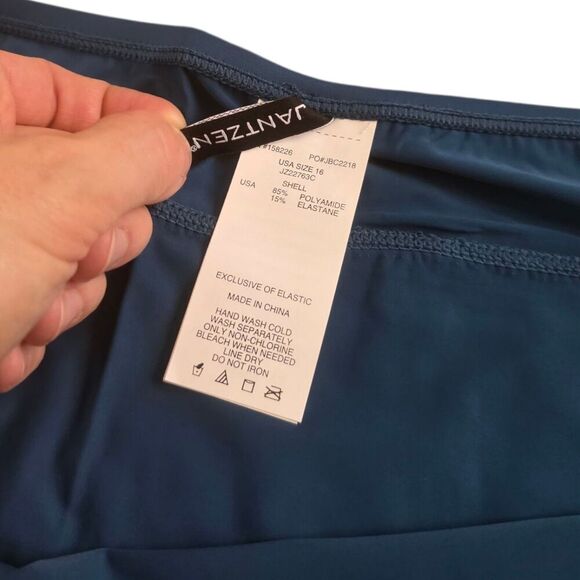 JANTZEN®
#158226 PO#JBC2218
USA SIZE 16
JZ22763C
SHELL
USA 85% POLYAMIDE
15% ELASTANE
EXCLUSIVE OF ELASTIC
MADE IN CHINA
HAND WASH COLD
WASH SEPARATELY
ONLY NON-CHLORINE
BLEACH WHEN NEEDED
LINE DRY
DO NOT IRON